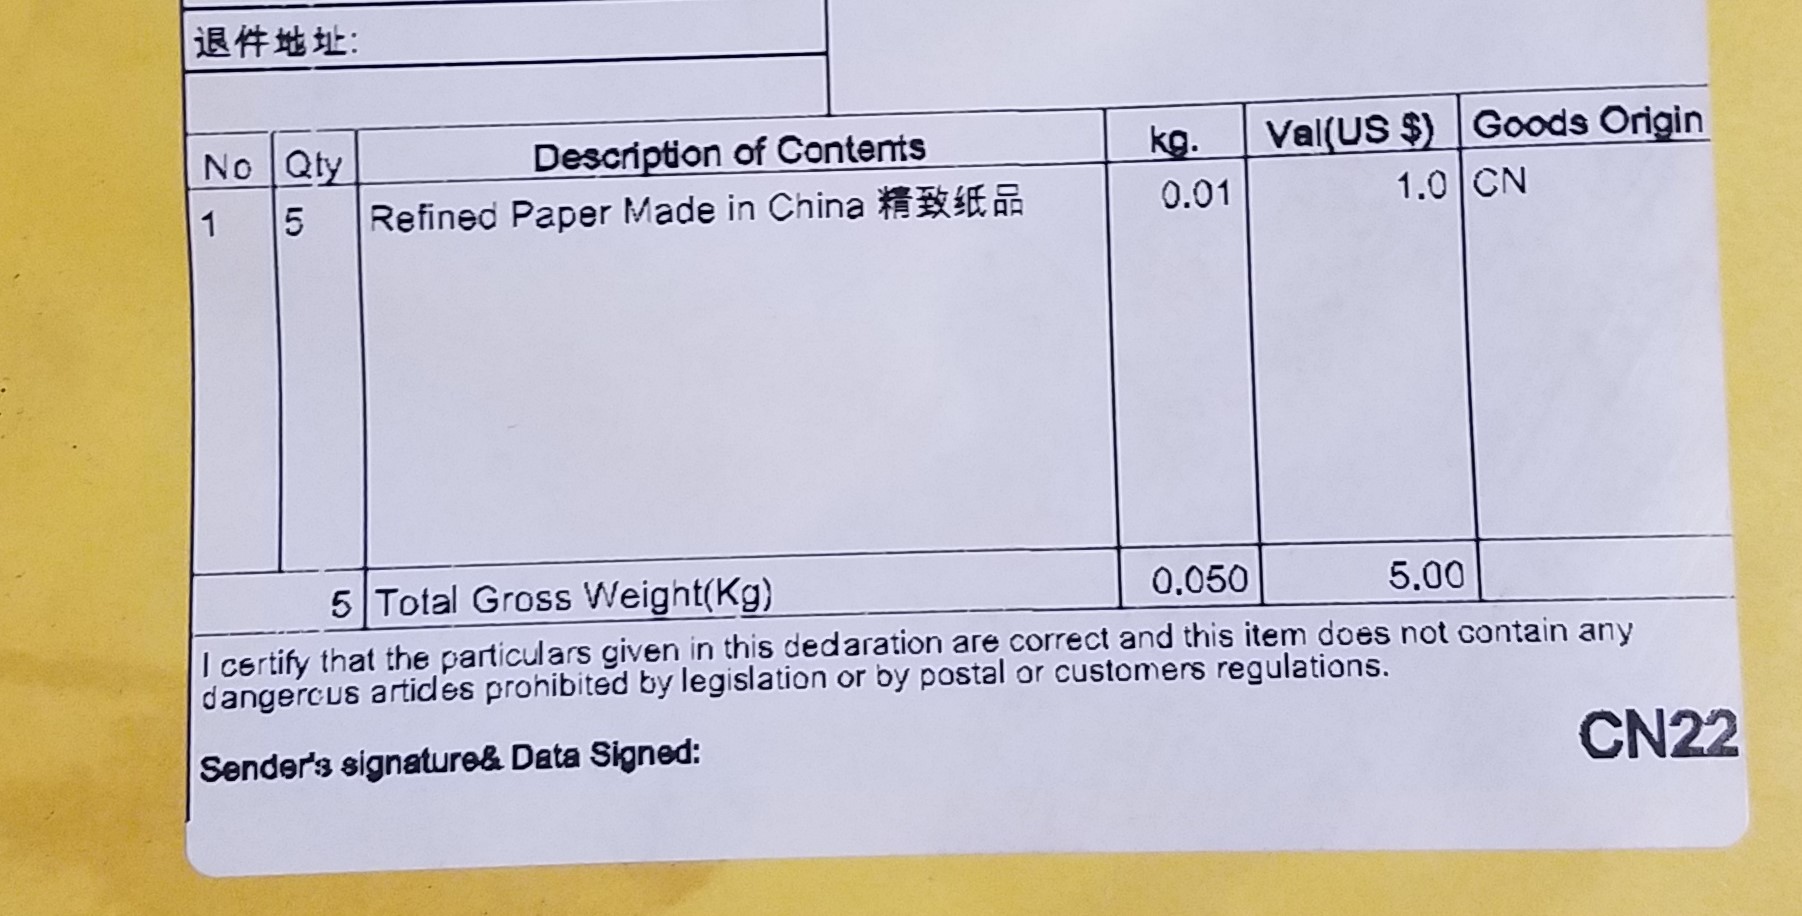 退件地址:
No Qty Description of Contents kg. Val(US $) Goods Origin
1 5 Refined Paper Made in China 精致纸品 0.01 1.0 CN
5 Total Gross Weight(Kg) 0.050 5.00
I certify that the particulars given in this dedaration are correct and this item does not contain any
dangerous articles prohibited by legislation or by postal or customers regulations.
CN22
Sender's signature& Data Signed: